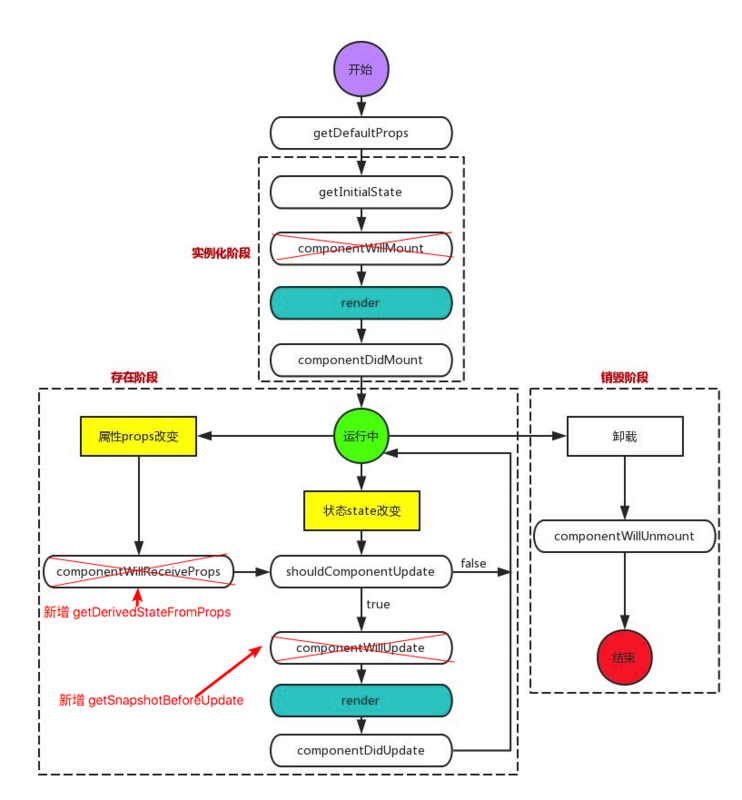 开始
getDefaultProps
getInitialState
实例化阶段
componentWillMount
render
componentDidMount
存在阶段
销毁阶段
属性props改变
运行中
卸载
状态state改变
componentWillUnmount
componentWillReceiveProps
shouldComponentUpdate
false
新增 getDerivedStateFromProps
true
componentWillUpdate
结束
新增 getSnapshotBeforeUpdate
render
componentDidUpdate